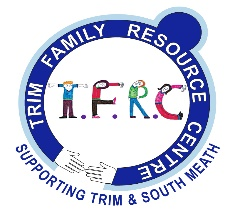 TRIM FAMILY RESOURCE CENTRE
T.F.R.C
SUPPORTING TRIM & SOUTH MEATH